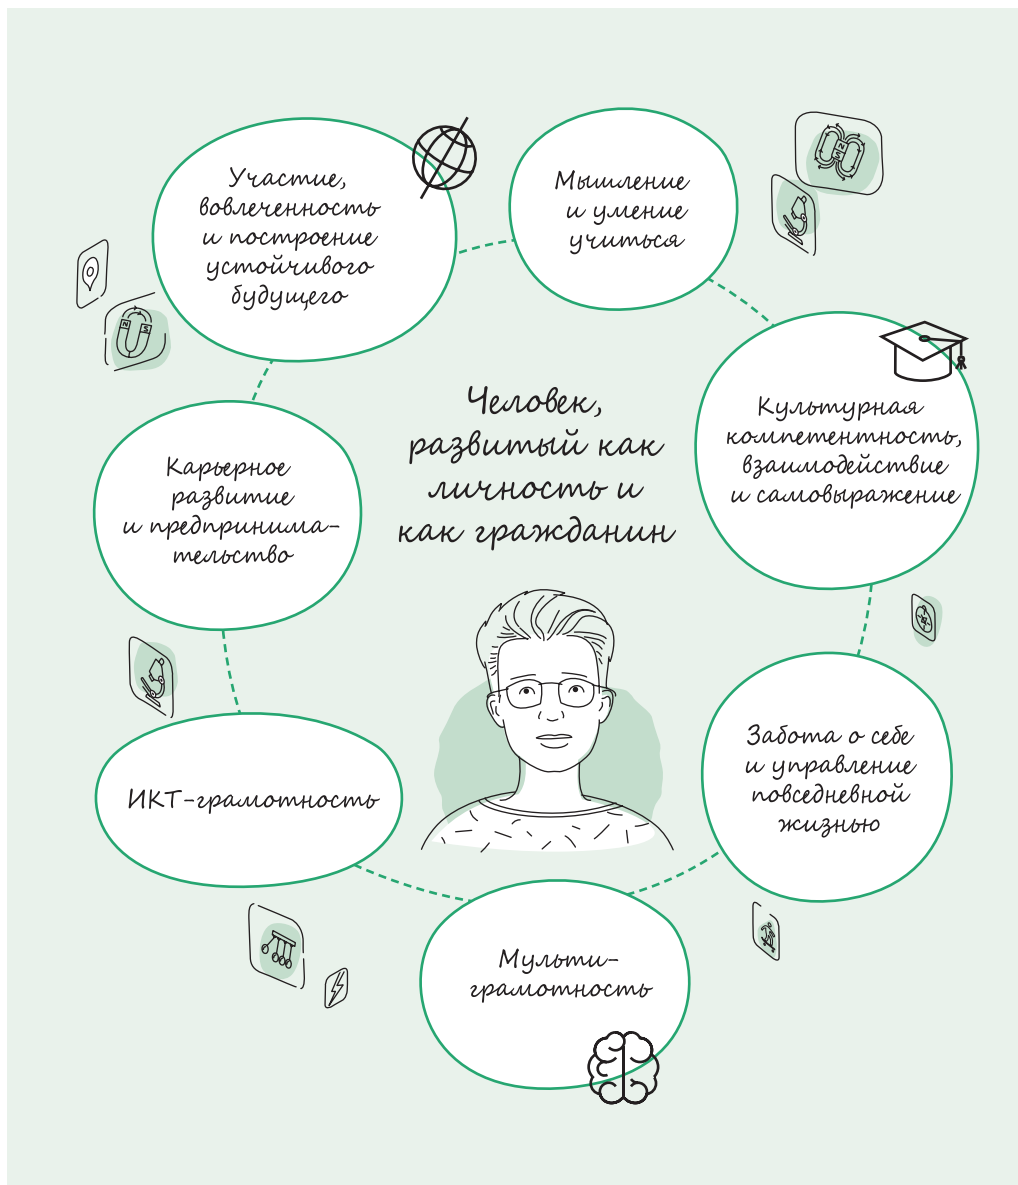 Участие,
вовлеченность
и построение
устойчивого
будущего
Мышление
и умение
учиться
Культурная
компетентность,
взаимодействие
и самовыражение
Человек,
развитый как
личность и
как гражданин
Карьерное
развитие
и предпринима-
тельство
Забота о себе
и управление
повседневной
жизнью
ИКТ-грамотность
Мульти-
грамотность